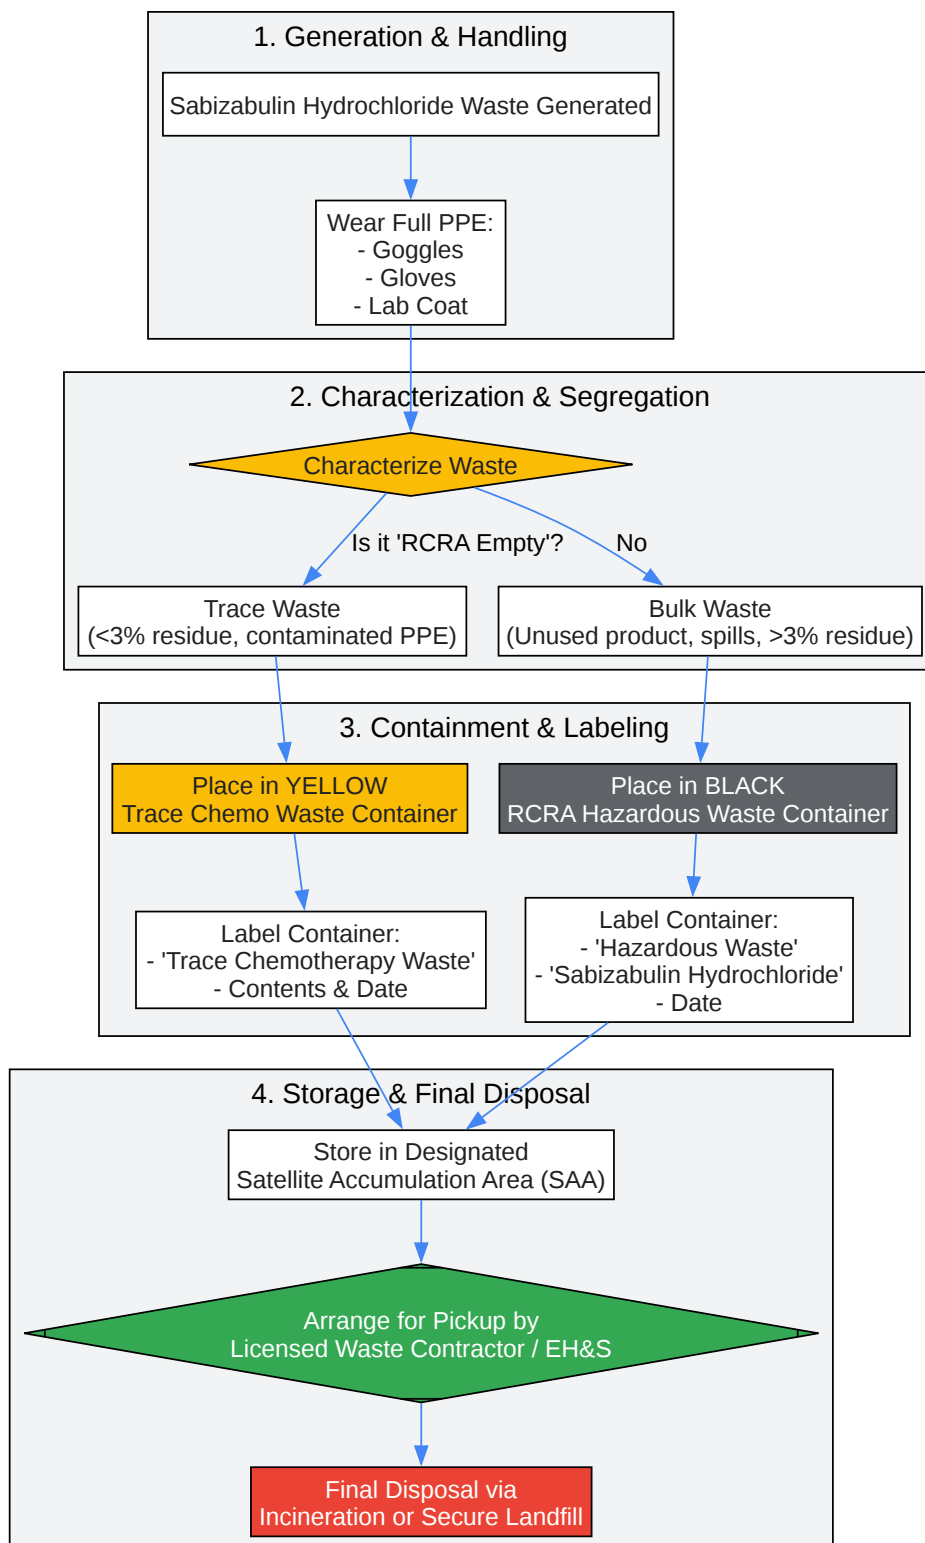 1. Generation & Handling
Sabizabulin Hydrochloride Waste Generated
Wear Full PPE:
- Goggles
- Gloves
- Lab Coat
2. Characterization & Segregation
Characterize Waste
Is it 'RCRA Empty'?
No
Trace Waste
(<3% residue, contaminated PPE)
Bulk Waste
(Unused product, spills, >3% residue)
3. Containment & Labeling
Place in YELLOW
Trace Chemo Waste Container
Place in BLACK
RCRA Hazardous Waste Container
Label Container:
- 'Trace Chemotherapy Waste'
- Contents & Date
Label Container:
- 'Hazardous Waste'
- 'Sabizabulin Hydrochloride'
- Date
4. Storage & Final Disposal
Store in Designated
Satellite Accumulation Area (SAA)
Arrange for Pickup by
Licensed Waste Contractor / EH&S
Final Disposal via
Incineration or Secure Landfill